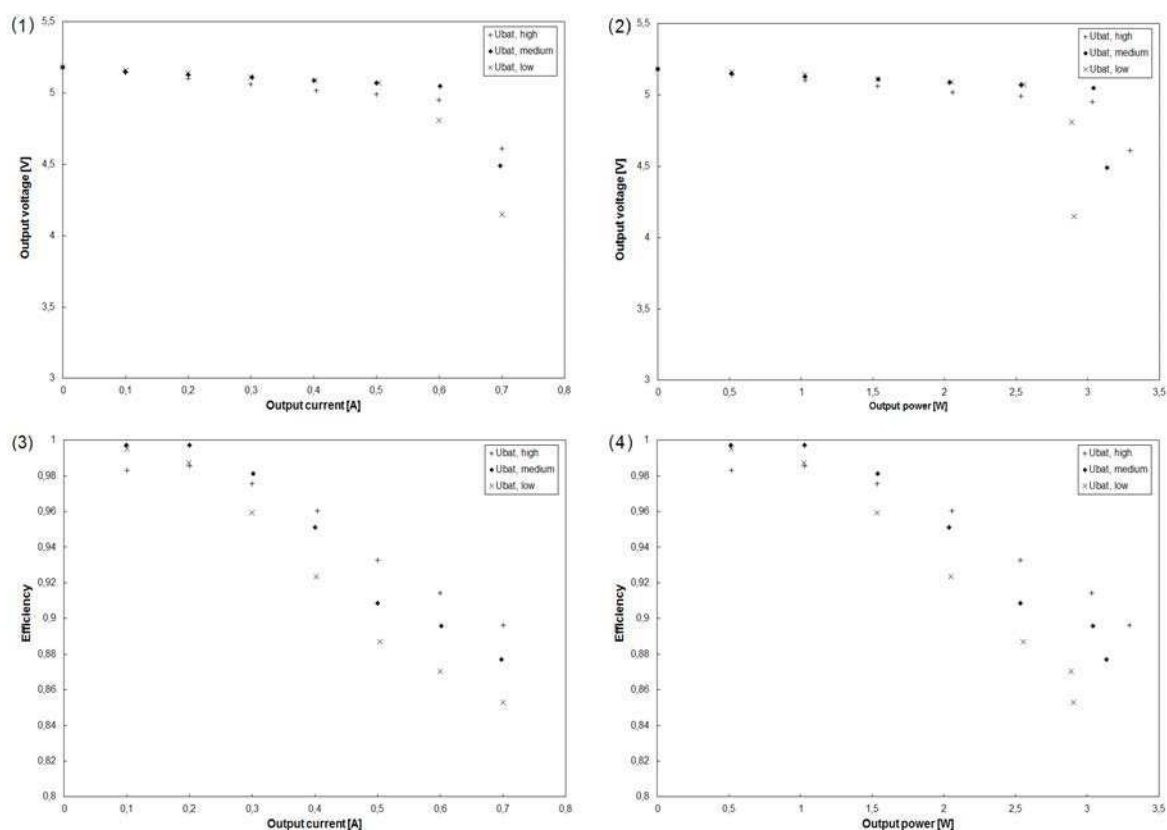 (1)
5,5
5
4,5
4
3,5
3
Output voltage [V]
+ Ubat, high
Ubat, medium
× Ubat, low
0 0,1 0,2 0,3 0,4 0,5 0,6 0,7 0,8
Output current [A]
(2)
5,5
5
4,5
4
3,5
3
Output voltage [V]
+ Ubat, high
Ubat, medium
× Ubat, low
0 0,5 1 1,5 2 2,5 3 3,5
Output power [W]
(3)
1
0,98
0,96
0,94
0,92
0,9
0,88
0,86
0,84
0,82
0,8
Efficiency
+ Ubat, high
Ubat, medium
× Ubat, low
0 0,1 0,2 0,3 0,4 0,5 0,6 0,7 0,8
Output current [A]
(4)
1
0,98
0,96
0,94
0,92
0,9
0,88
0,86
0,84
0,82
0,8
Efficiency
+ Ubat, high
Ubat, medium
× Ubat, low
0 0,5 1 1,5 2 2,5 3 3,5
Output power [W]